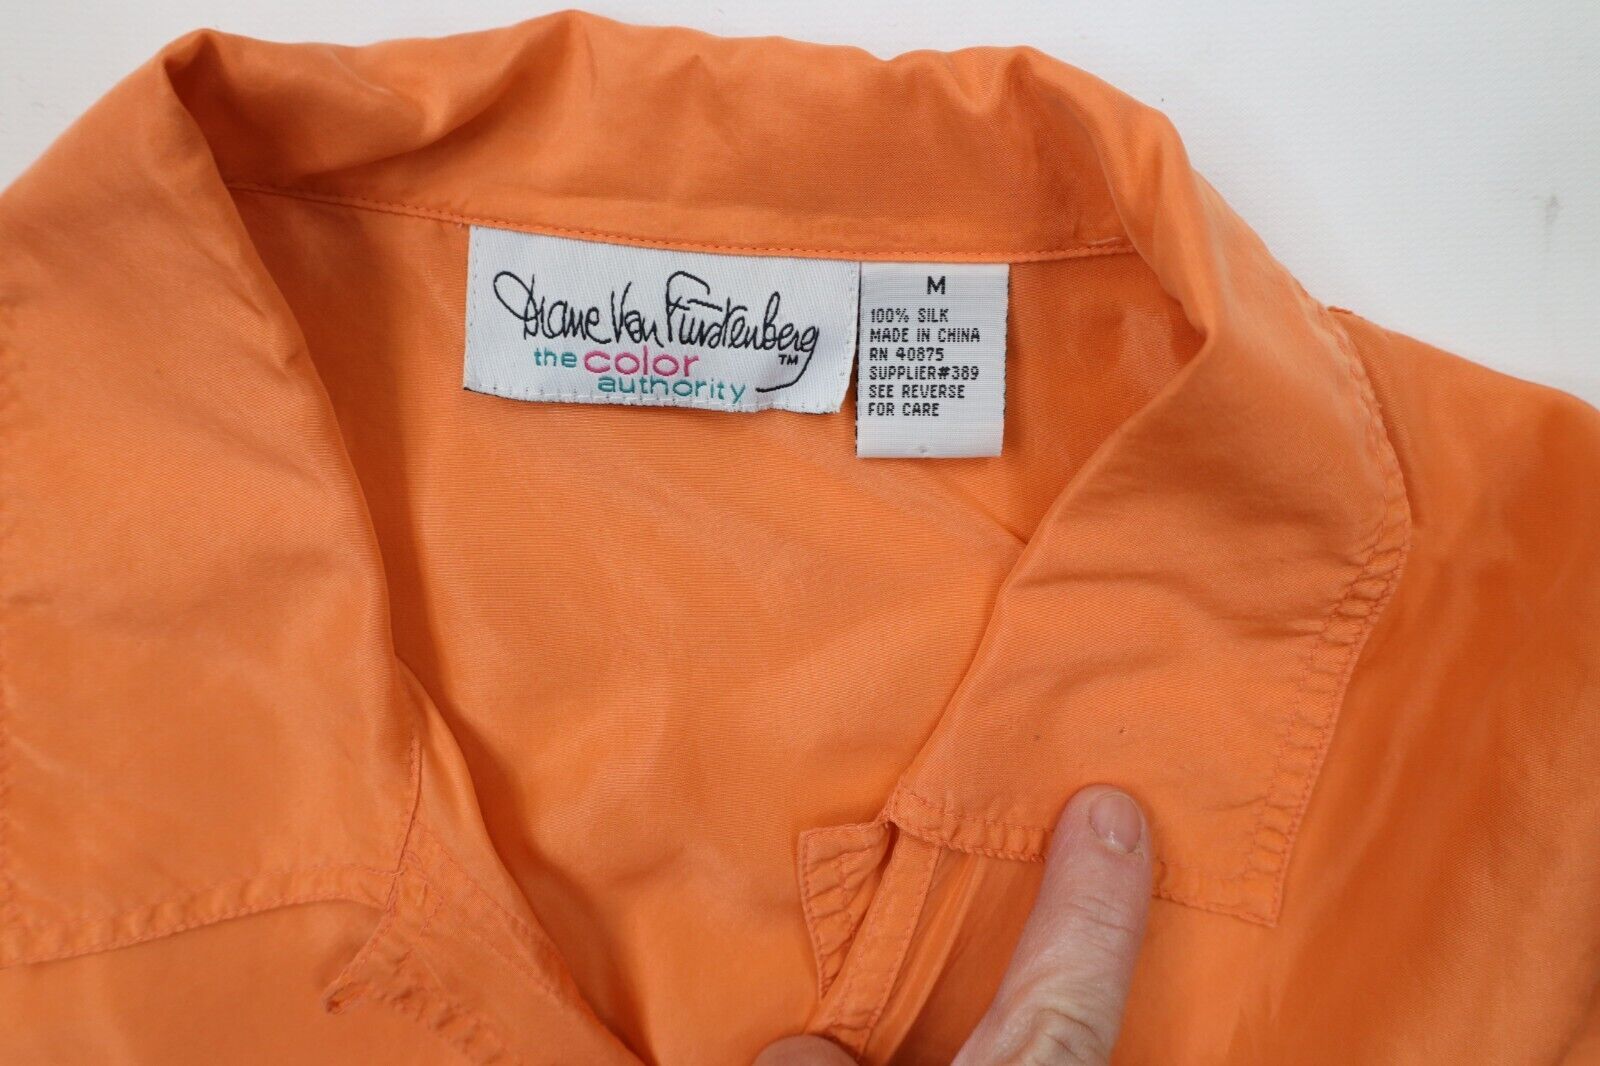 Diane Von Furstenberg
the color TM
authority
M
100% SILK
MADE IN CHINA
RN 40875
SUPPLIER#389
SEE REVERSE
FOR CARE